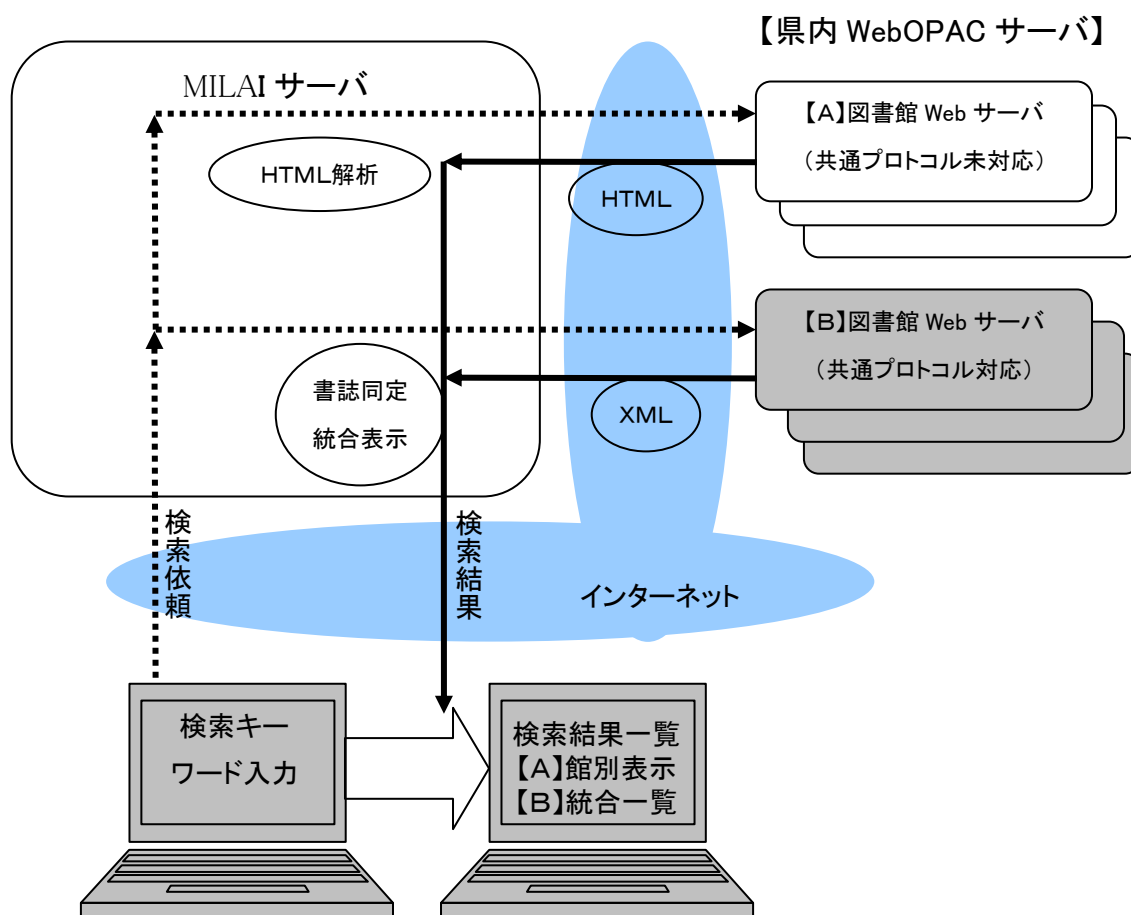 【県内 WebOPAC サーバ】
MILAI サーバ
【A】図書館 Web サーバ
（共通プロトコル未対応）
HTML解析
HTML
【B】図書館 Web サーバ
（共通プロトコル対応）
書誌同定
統合表示
XML
検索依頼
検索結果
インターネット
検索キー
ワード入力
検索結果一覧
【A】館別表示
【B】統合一覧